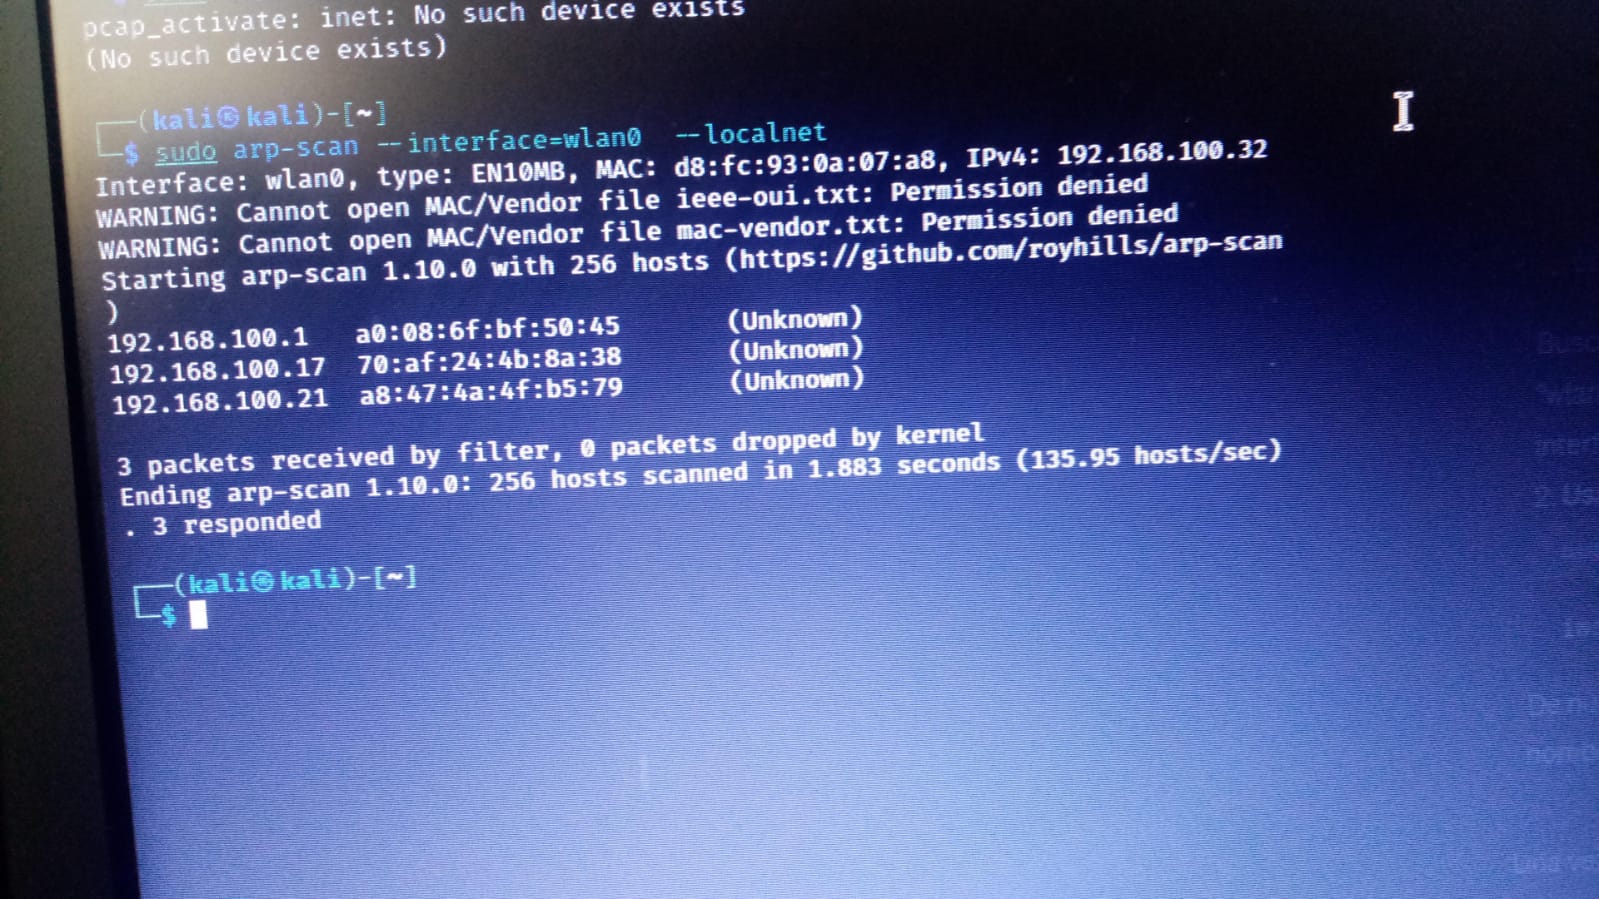 pcap_activate: inet: No such device exists
(No such device exists)
┌──(kali㉿kali)-[~]
└─$ sudo arp-scan --interface=wlan0  --localnet
Interface: wlan0, type: EN10MB, MAC: d8:fc:93:0a:07:a8, IPv4: 192.168.100.32
WARNING: Cannot open MAC/Vendor file ieee-oui.txt: Permission denied
WARNING: Cannot open MAC/Vendor file mac-vendor.txt: Permission denied
Starting arp-scan 1.10.0 with 256 hosts (https://github.com/royhills/arp-scan
)
192.168.100.1   a0:08:6f:bf:50:45       (Unknown)
192.168.100.17  70:af:24:4b:8a:38       (Unknown)
192.168.100.21  a8:47:4a:4f:b5:79       (Unknown)
3 packets received by filter, 0 packets dropped by kernel
Ending arp-scan 1.10.0: 256 hosts scanned in 1.883 seconds (135.95 hosts/sec)
. 3 responded
┌──(kali㉿kali)-[~]
└─$